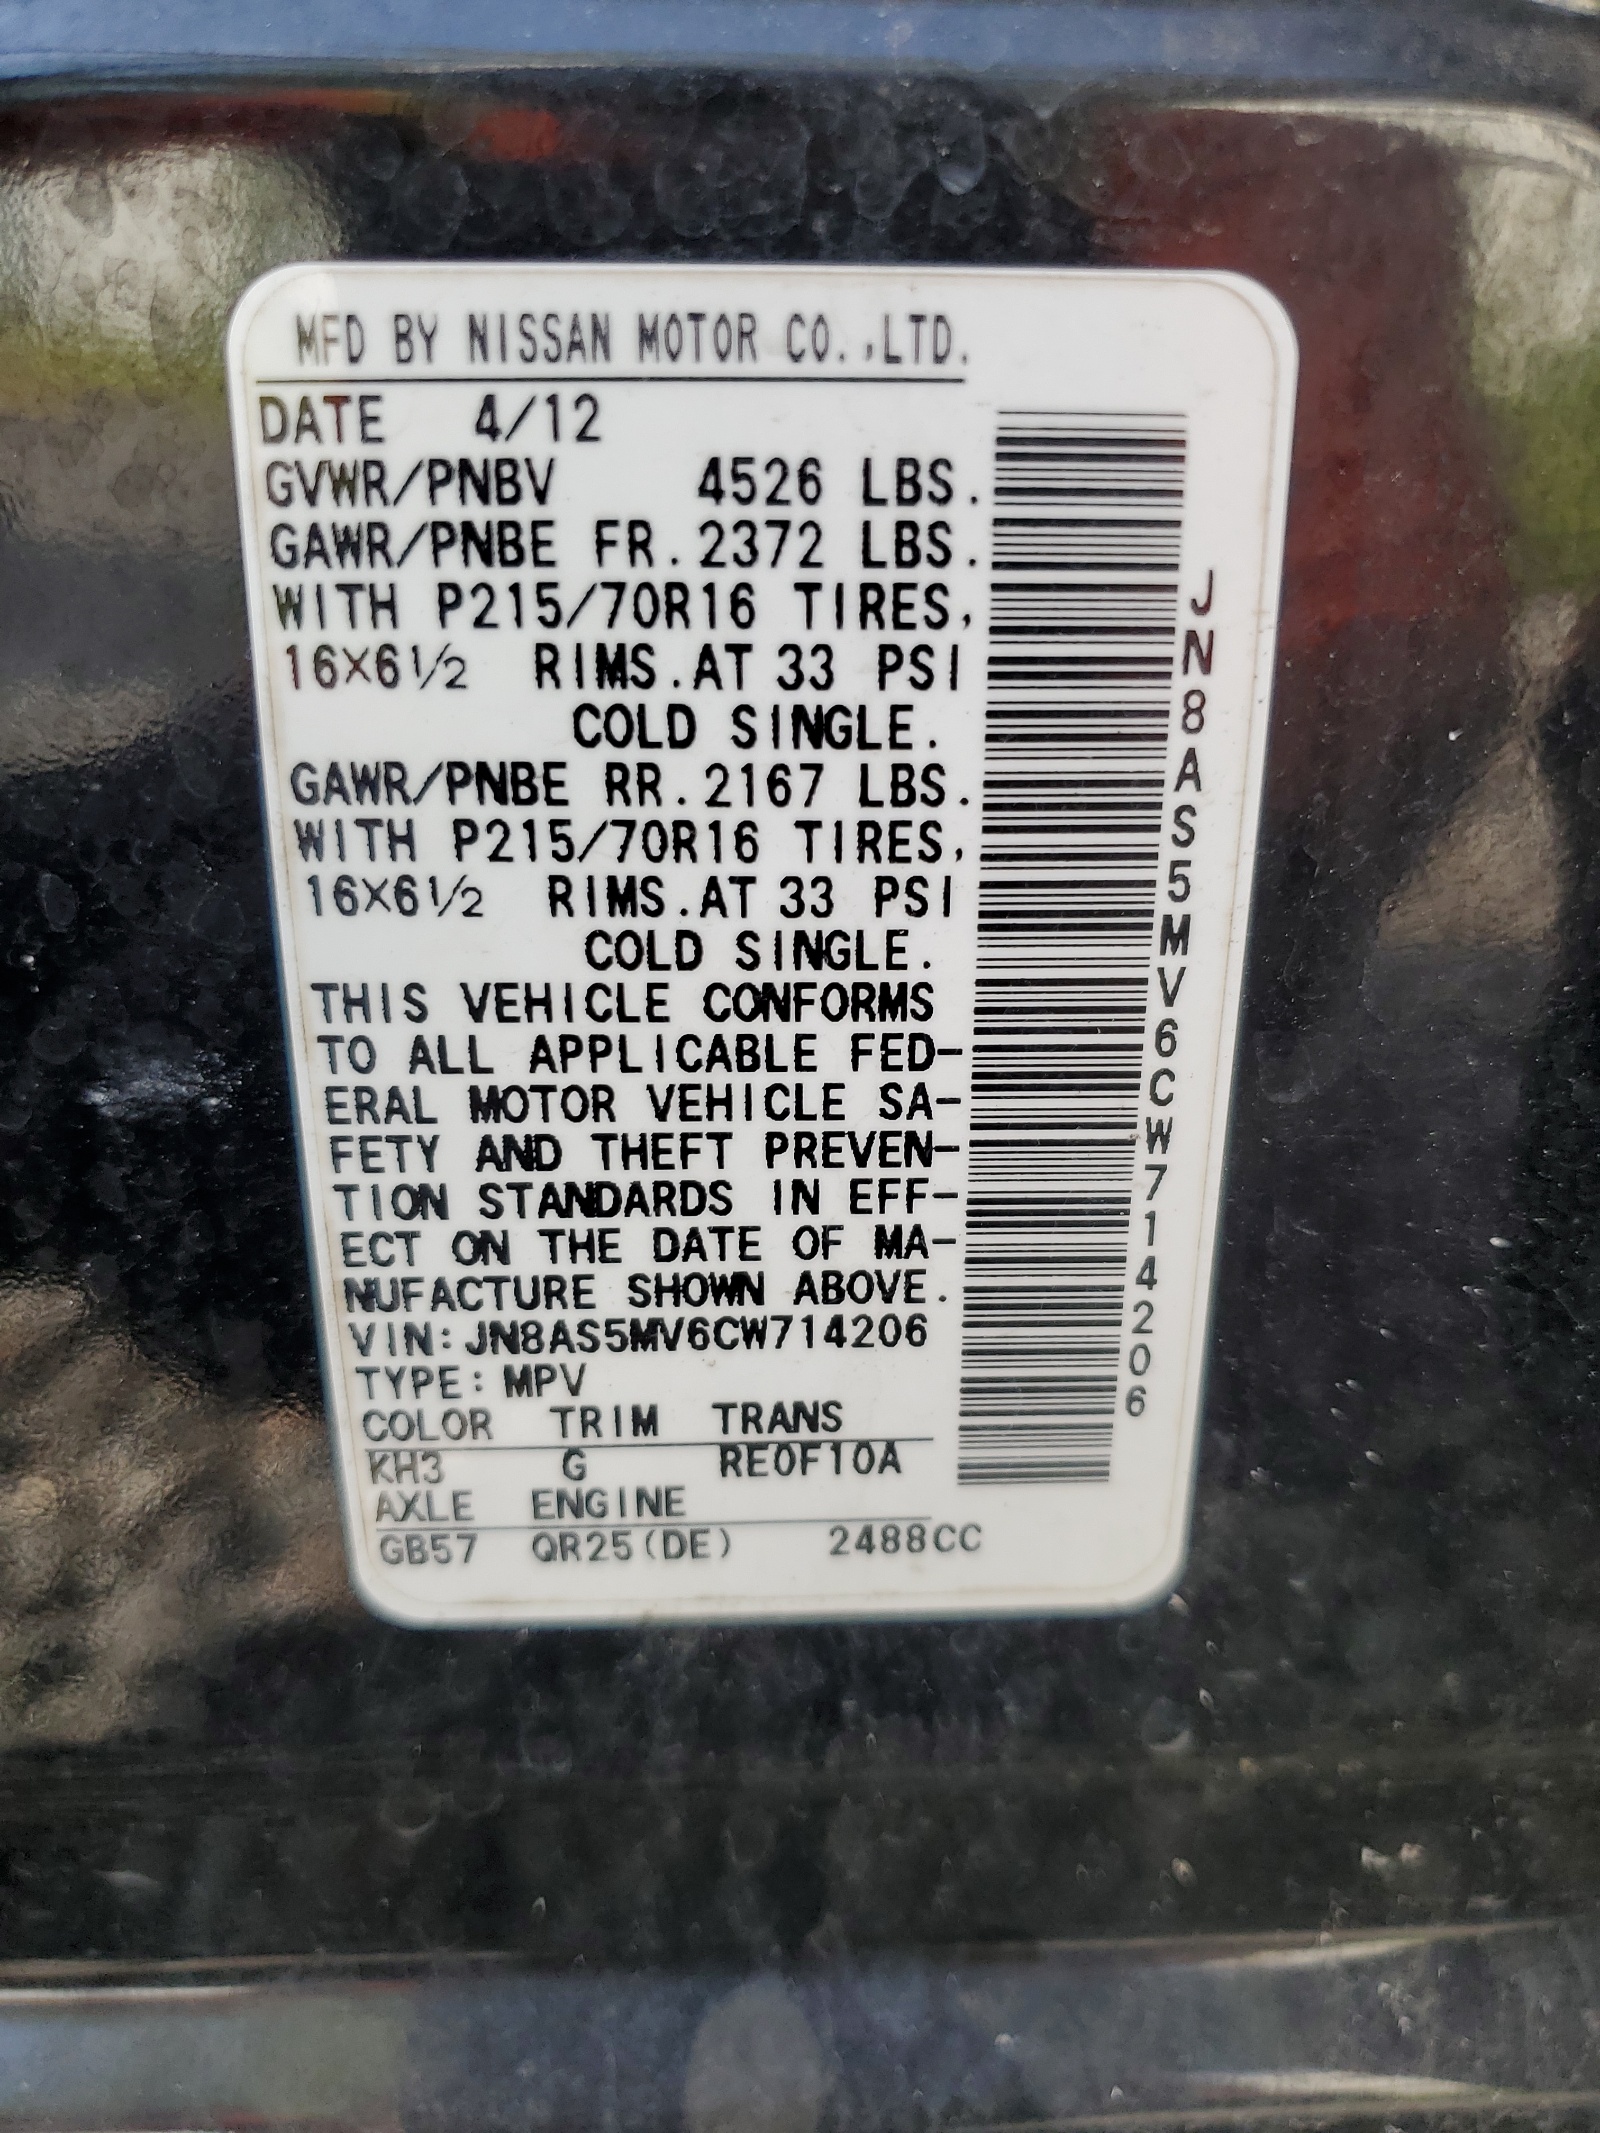 MFD BY NISSAN MOTOR CO.,LTD.
DATE 4/12
GVWR/PNBV 4526 LBS.
GAWR/PNBE FR.2372 LBS.
WITH P215/70R16 TIRES,
16X6 1/2 RIMS.AT 33 PSI
COLD SINGLE.
GAWR/PNBE RR.2167 LBS.
WITH P215/70R16 TIRES,
16X6 1/2 RIMS.AT 33 PSI
COLD SINGLE.
THIS VEHICLE CONFORMS
TO ALL APPLICABLE FED-
ERAL MOTOR VEHICLE SA-
FETY AND THEFT PREVEN-
TION STANDARDS IN EFF-
ECT ON THE DATE OF MA-
NUFACTURE SHOWN ABOVE.
VIN:JN8AS5MV6CW714206
TYPE:MPV
COLOR TRIM TRANS
KH3 G RE0F10A
AXLE ENGINE
GB57 QR25(DE) 2488CC
JN8AS5MV6CW714206